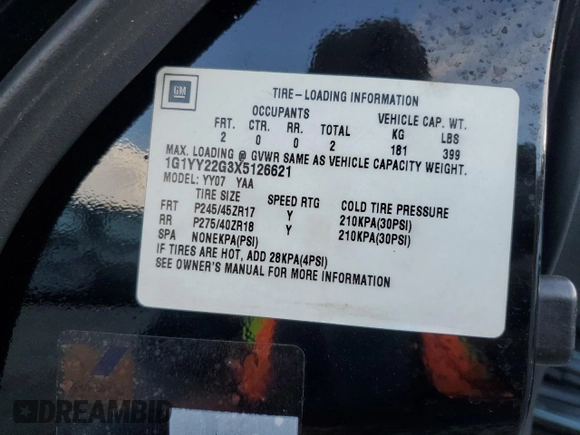 GM
TIRE-LOADING INFORMATION
OCCUPANTS VEHICLE CAP. WT.
FRT. CTR. RR. TOTAL KG LBS
2 0 0 2 181 399
MAX. LOADING @ GVWR SAME AS VEHICLE CAPACITY WEIGHT.
1G1YY22G3X5126621
MODEL: YY07 YAA
TIRE SIZE SPEED RTG COLD TIRE PRESSURE
FRT P245/45ZR17 Y 210KPA(30PSI)
RR P275/40ZR18 Y 210KPA(30PSI)
SPA NONEKPA(PSI)
IF TIRES ARE HOT, ADD 28KPA(4PSI)
SEE OWNER'S MANUAL FOR MORE INFORMATION
DREAMBID